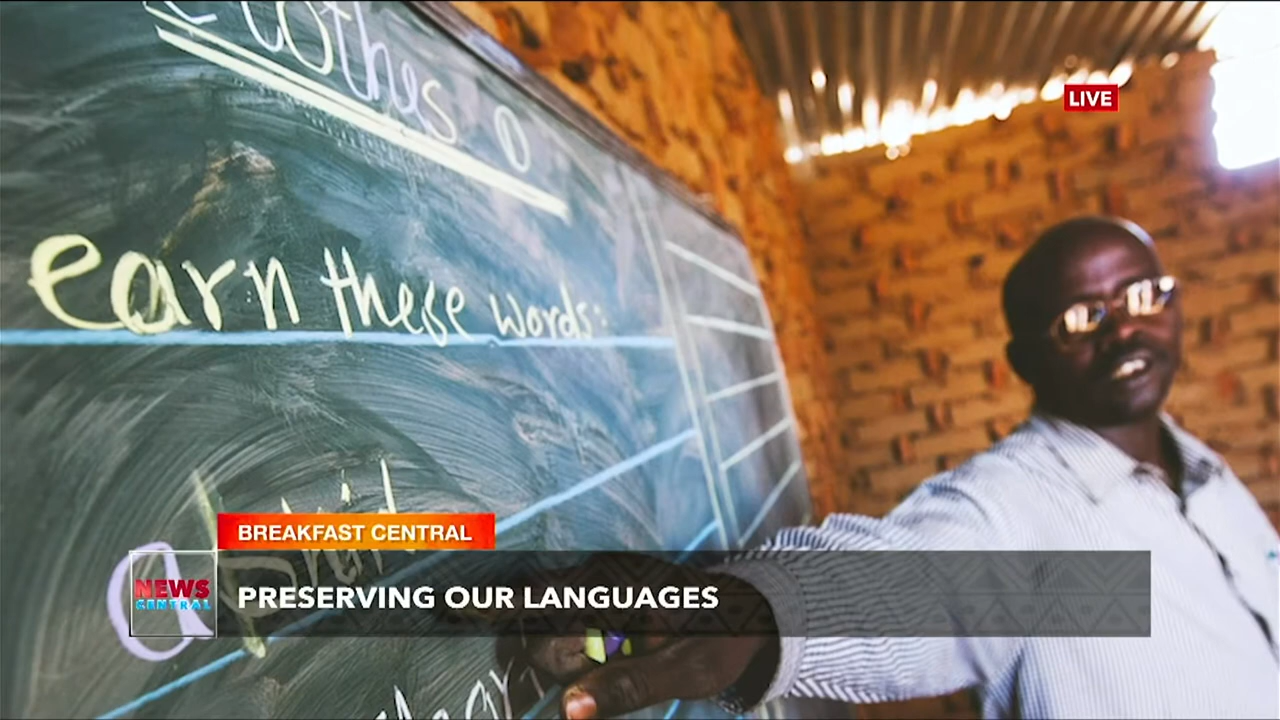 clothes
LIVE
earn these words:
BREAKFAST CENTRAL
NEWS
CENTRAL
PRESERVING OUR LANGUAGES
a